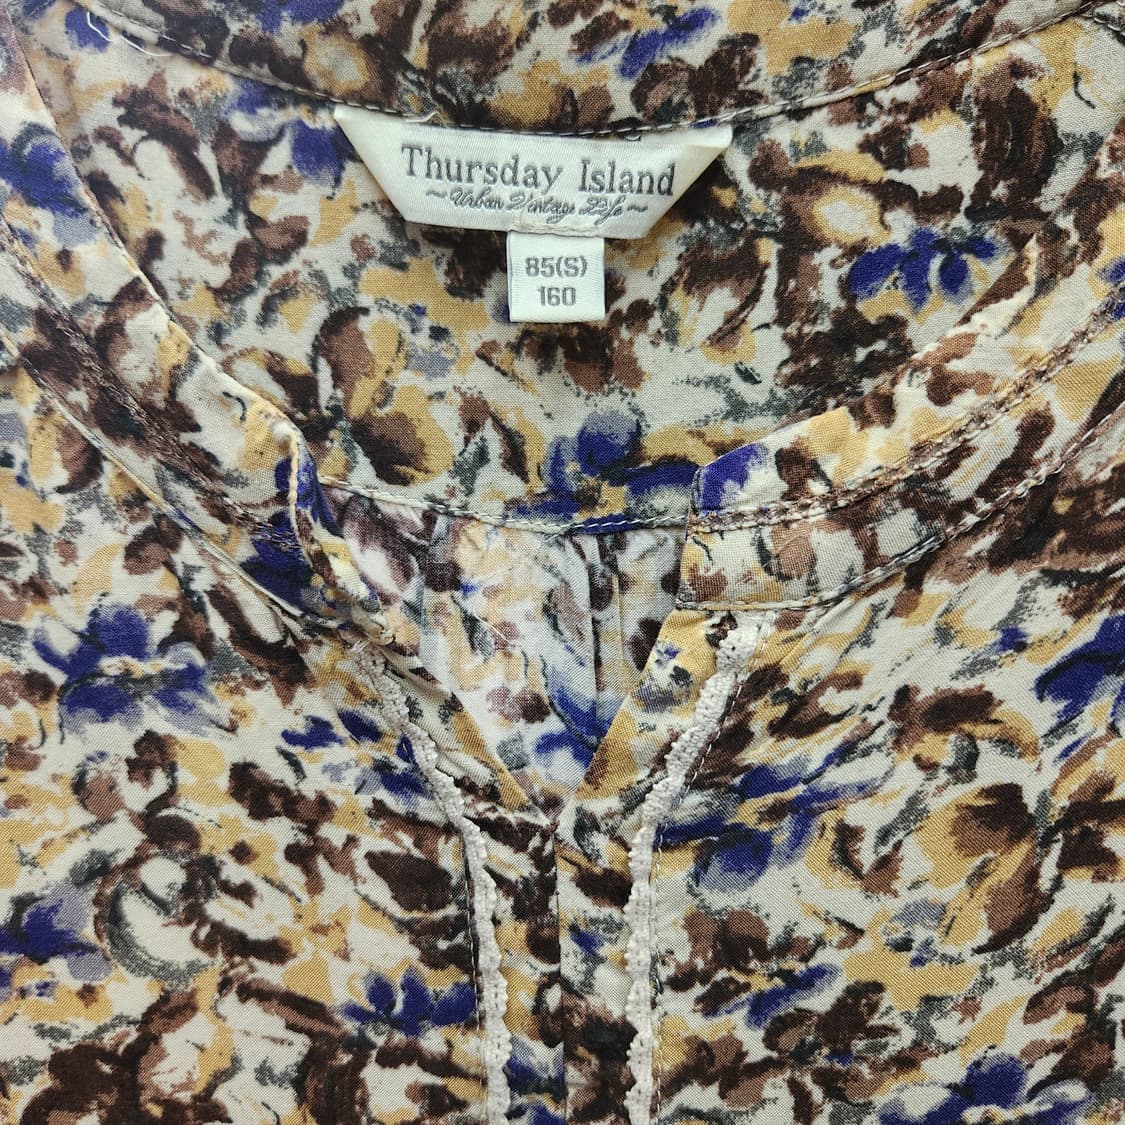 Thursday Island
~Urban Vintage Life~
85(S)
160